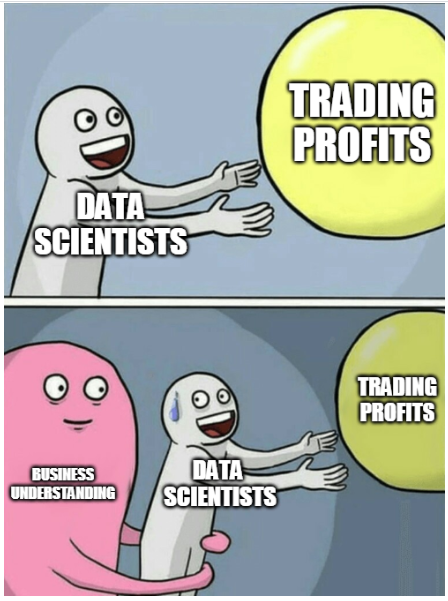 TRADING
PROFITS
DATA
SCIENTISTS
TRADING
PROFITS
BUSINESS
UNDERSTANDING
DATA
SCIENTISTS